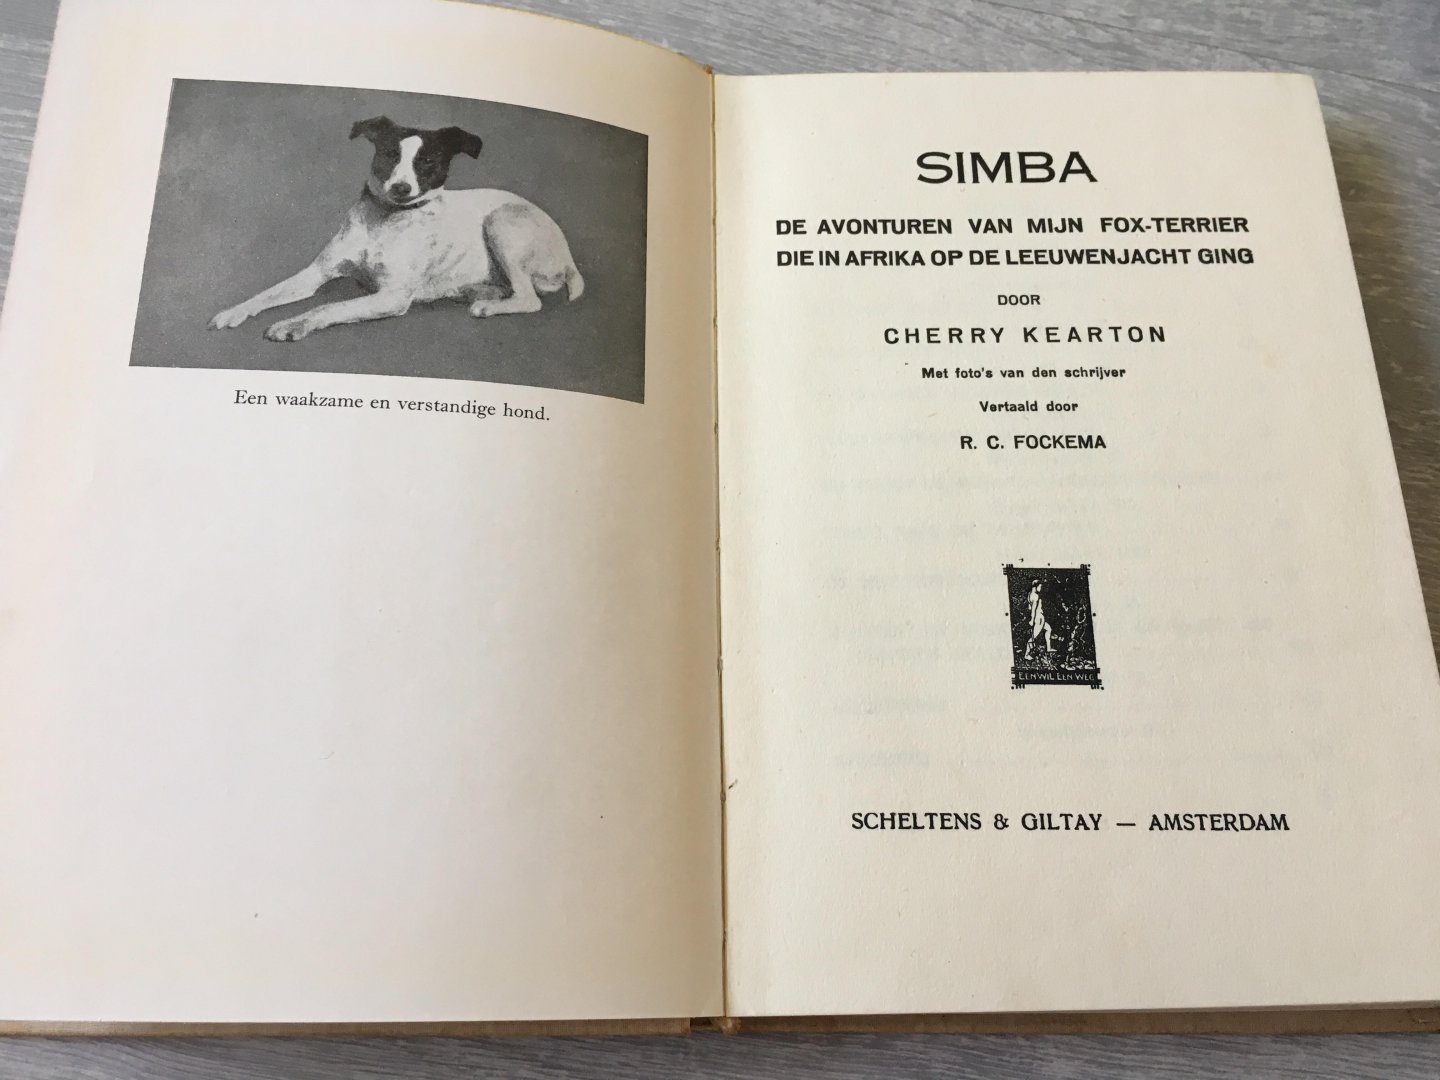 Een waakzame en verstandige hond.
SIMBA
DE AVONTUREN VAN MIJN FOX-TERRIER
DIE IN AFRIKA OP DE LEEUWENJACHT GING
DOOR
CHERRY KEARTON
Met foto's van den schrijver
Vertaald door
R. C. FOCKEMA
EEN WIL EEN WEG
SCHELTENS & GILTAY — AMSTERDAM